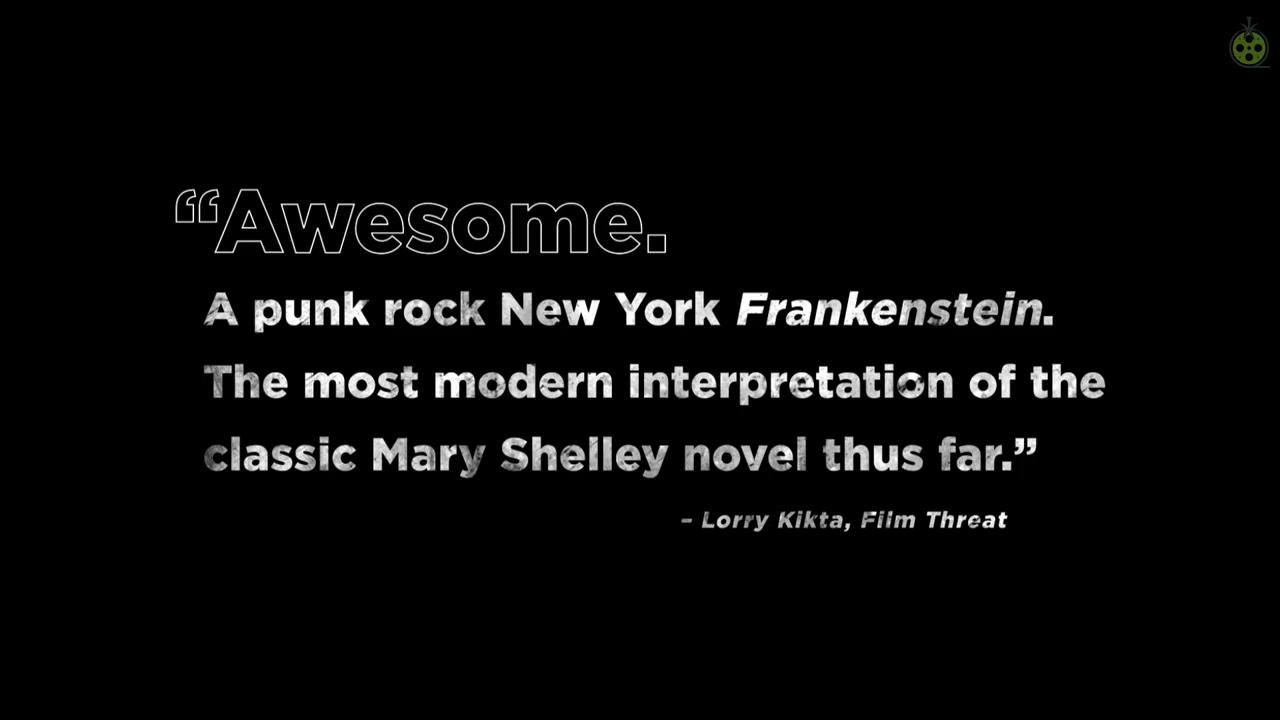 “Awesome.
A punk rock New York Frankenstein.
The most modern interpretation of the
classic Mary Shelley novel thus far.”
– Lorry Kikta, Film Threat